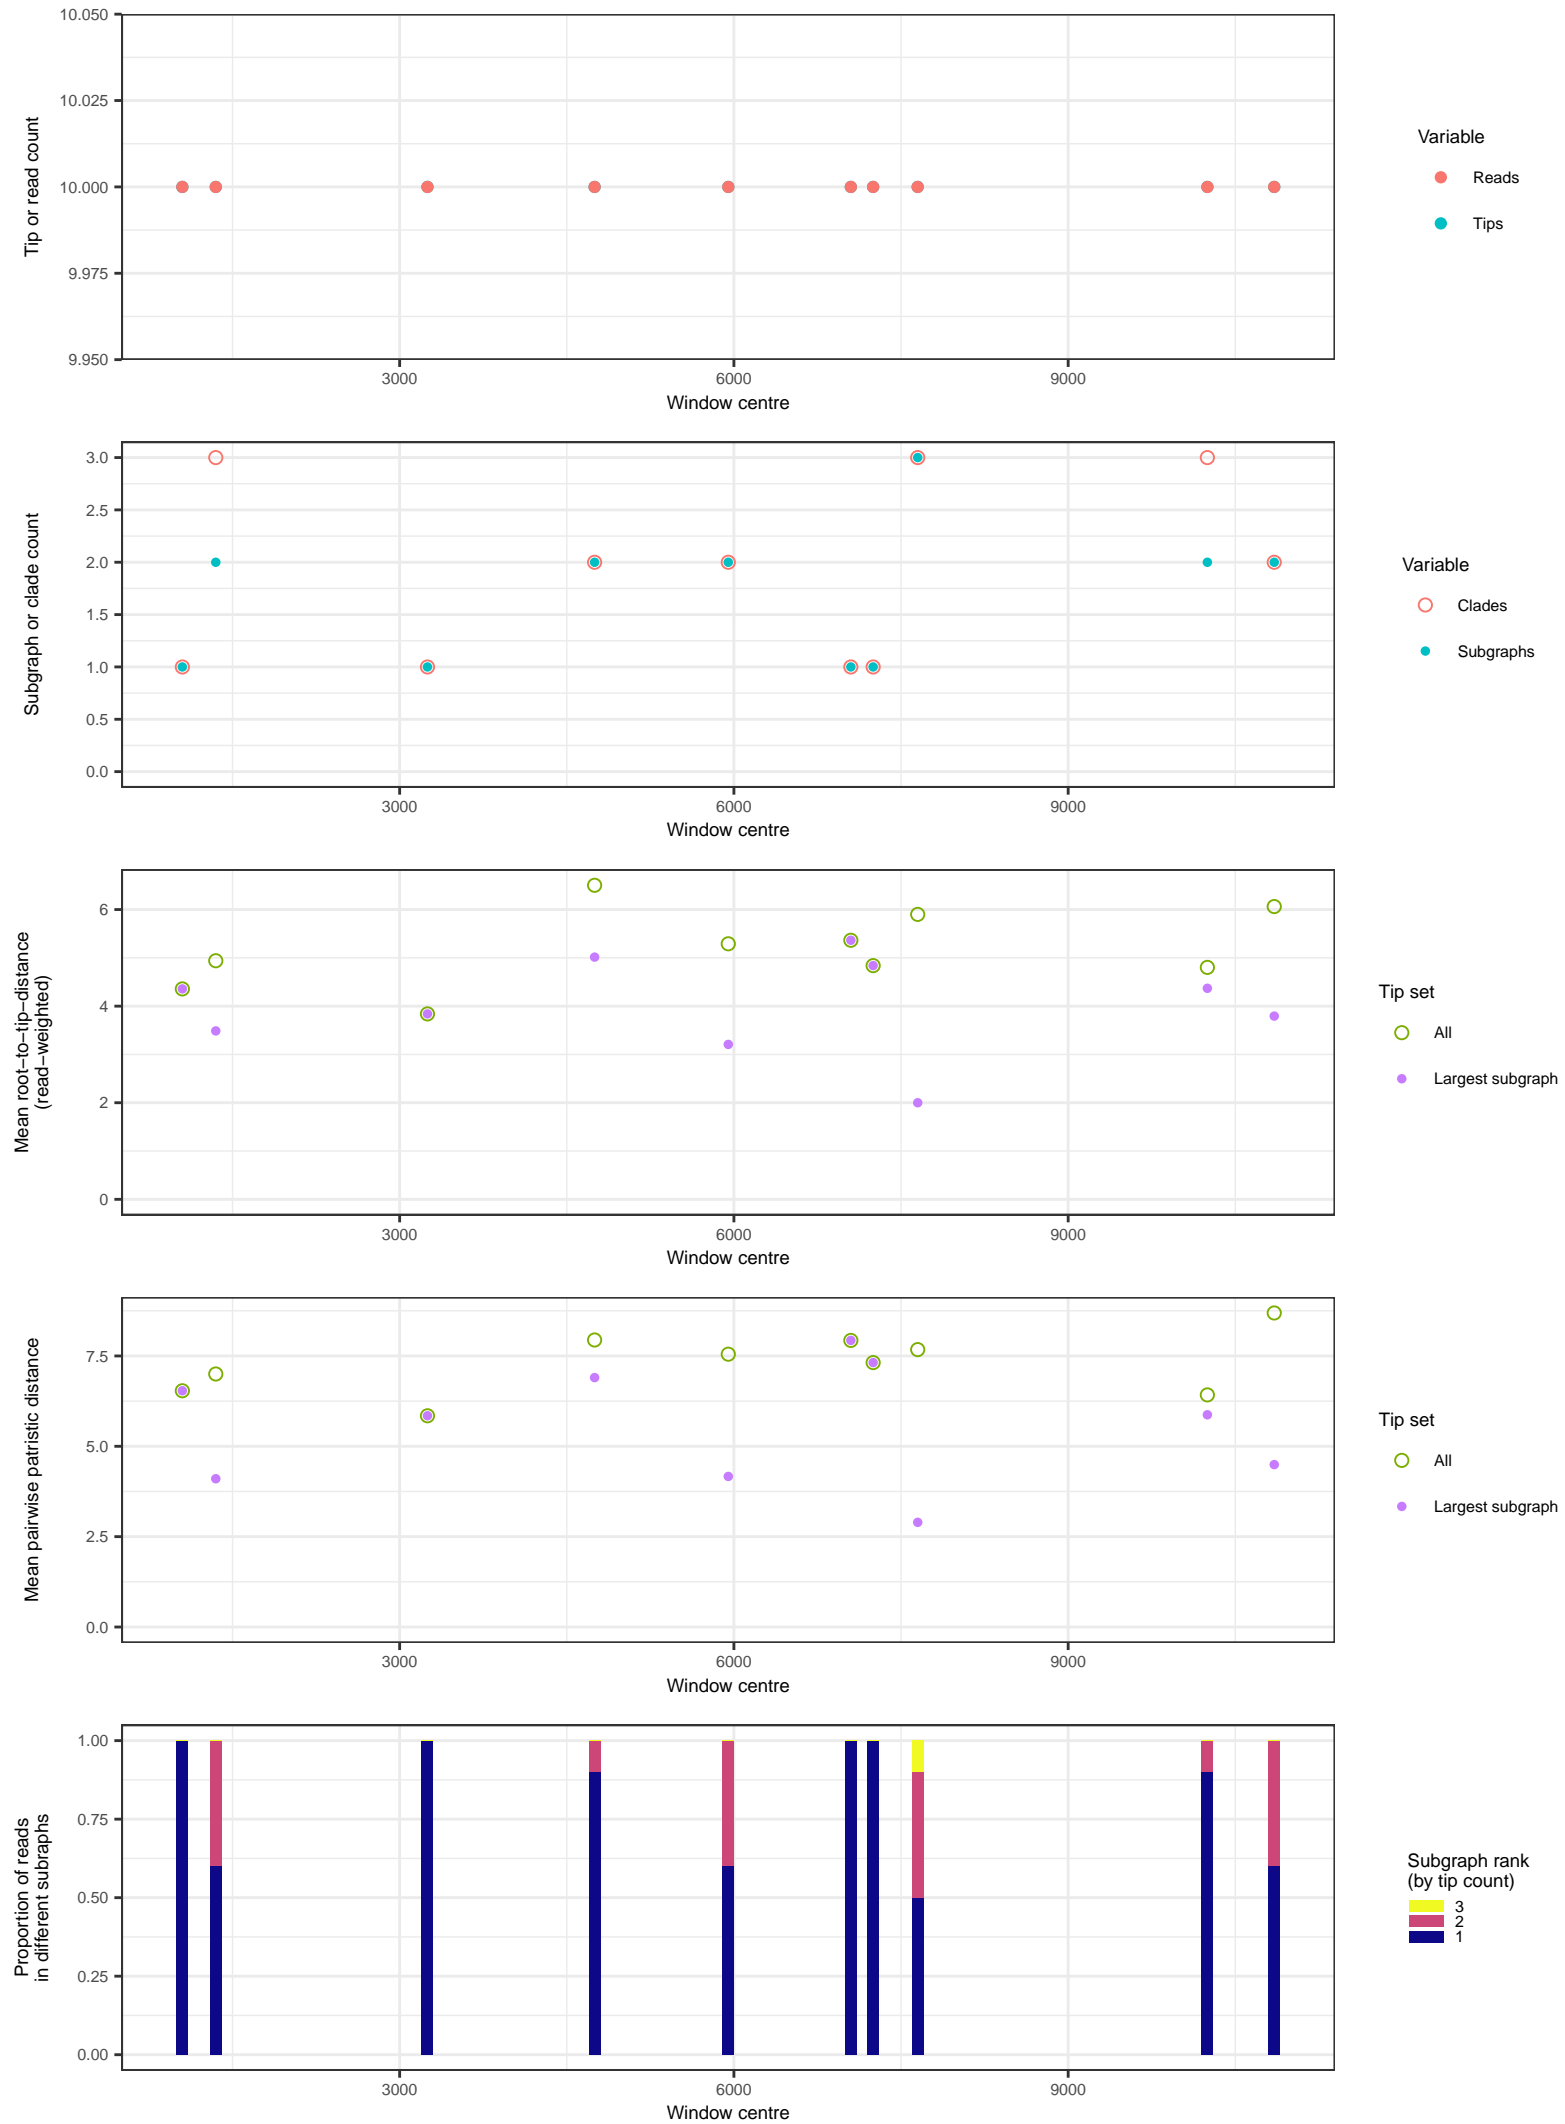 10.050
10.025
10.000
9.975
9.950
Tip or read count
3000 6000 9000
Window centre
Variable
Reads
Tips
3.0
2.5
2.0
1.5
1.0
0.5
0.0
Subgraph or clade count
3000 6000 9000
Window centre
Variable
Clades
Subgraphs
6
4
2
0
Mean root−to−tip−distance
(read−weighted)
3000 6000 9000
Window centre
Tip set
All
Largest subgraph
7.5
5.0
2.5
0.0
Mean pairwise patristic distance
3000 6000 9000
Window centre
Tip set
All
Largest subgraph
1.00
0.75
0.50
0.25
0.00
Proportion of reads
in different subraphs
3000 6000 9000
Window centre
Subgraph rank
(by tip count)
3
2
1